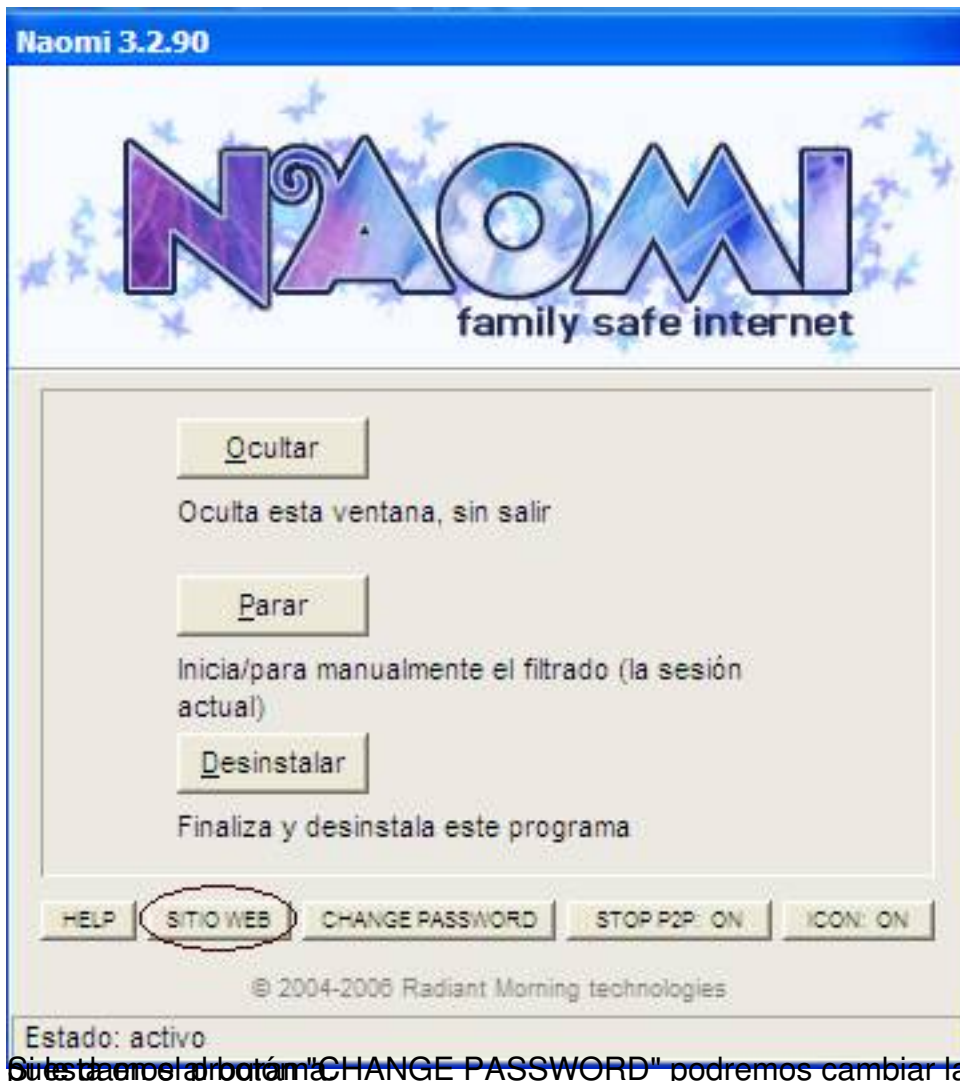 Naomi 3.2.90
NAOMI
family safe internet
Ocultar
Oculta esta ventana, sin salir
Parar
Inicia/para manualmente el filtrado (la sesión
actual)
Desinstalar
Finaliza y desinstala este programa
HELP SITIO WEB CHANGE PASSWORD STOP P2P: ON ICON: ON
© 2004-2006 Radiant Morning technologies
Estado: activo
"CHANGE PASSWORD" podremos cambiar la